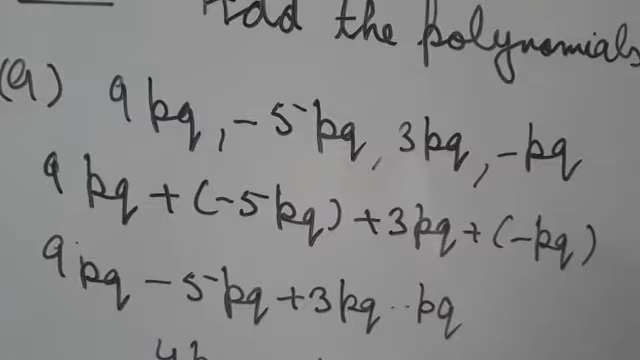 Add the polynomials
(a) 9pq, -5pq, 3pq, -pq
9pq + (-5pq) + 3pq + (-pq)
9pq - 5pq + 3pq - pq